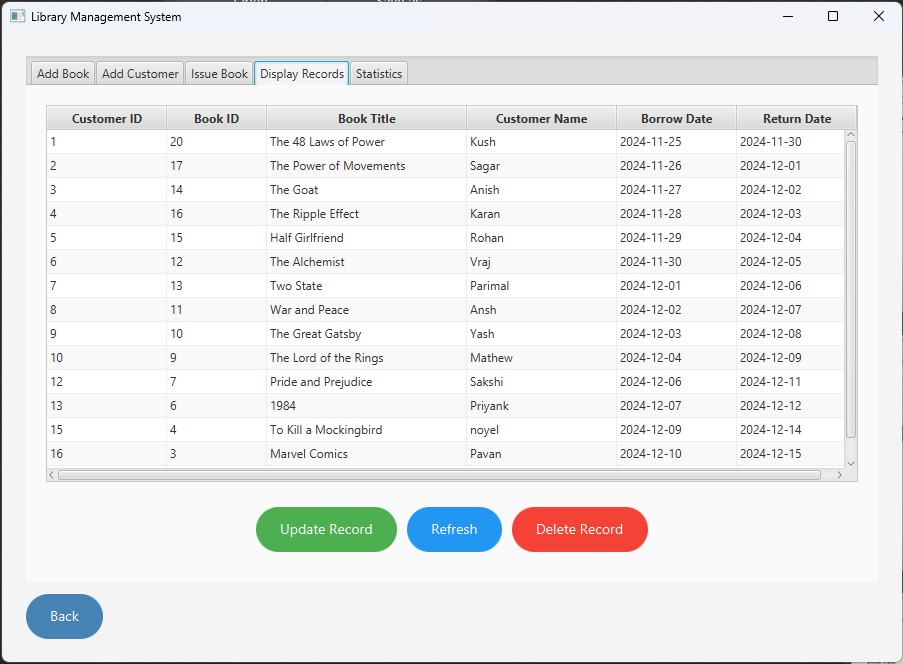 Library Management System
Add Book Add Customer Issue Book Display Records Statistics
Customer ID Book ID Book Title Customer Name Borrow Date Return Date
1 20 The 48 Laws of Power Kush 2024-11-25 2024-11-30
2 17 The Power of Movements Sagar 2024-11-26 2024-12-01
3 14 The Goat Anish 2024-11-27 2024-12-02
4 16 The Ripple Effect Karan 2024-11-28 2024-12-03
5 15 Half Girlfriend Rohan 2024-11-29 2024-12-04
6 12 The Alchemist Vraj 2024-11-30 2024-12-05
7 13 Two State Parimal 2024-12-01 2024-12-06
8 11 War and Peace Ansh 2024-12-02 2024-12-07
9 10 The Great Gatsby Yash 2024-12-03 2024-12-08
10 9 The Lord of the Rings Mathew 2024-12-04 2024-12-09
12 7 Pride and Prejudice Sakshi 2024-12-06 2024-12-11
13 6 1984 Priyank 2024-12-07 2024-12-12
15 4 To Kill a Mockingbird noyel 2024-12-09 2024-12-14
16 3 Marvel Comics Pavan 2024-12-10 2024-12-15
Update Record Refresh Delete Record
Back